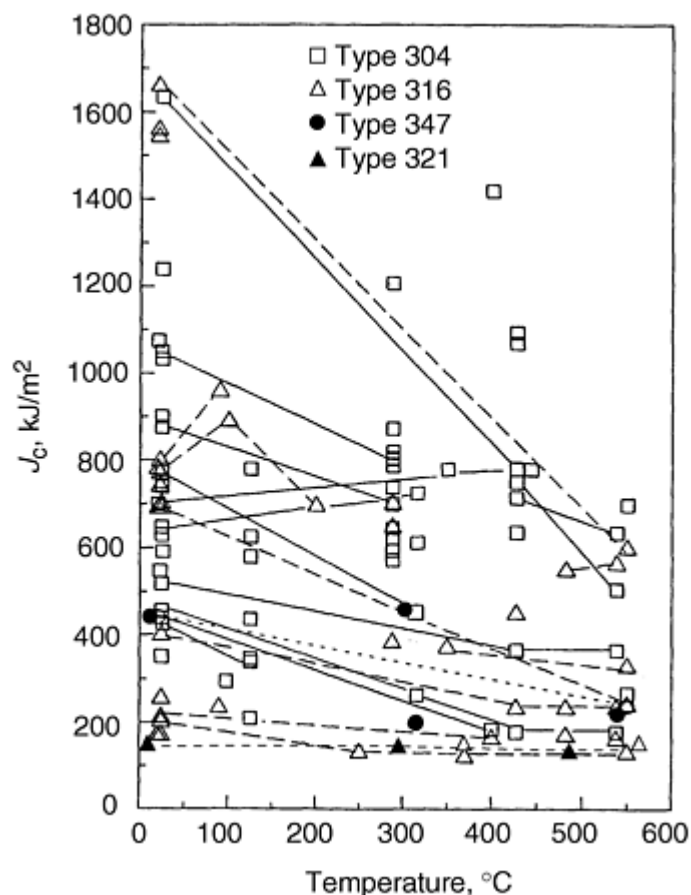 1800
1600
1400
1200
1000
800
600
400
200
0
J_c, kJ/m²
□ Type 304
△ Type 316
● Type 347
▲ Type 321
0 100 200 300 400 500 600
Temperature, °C